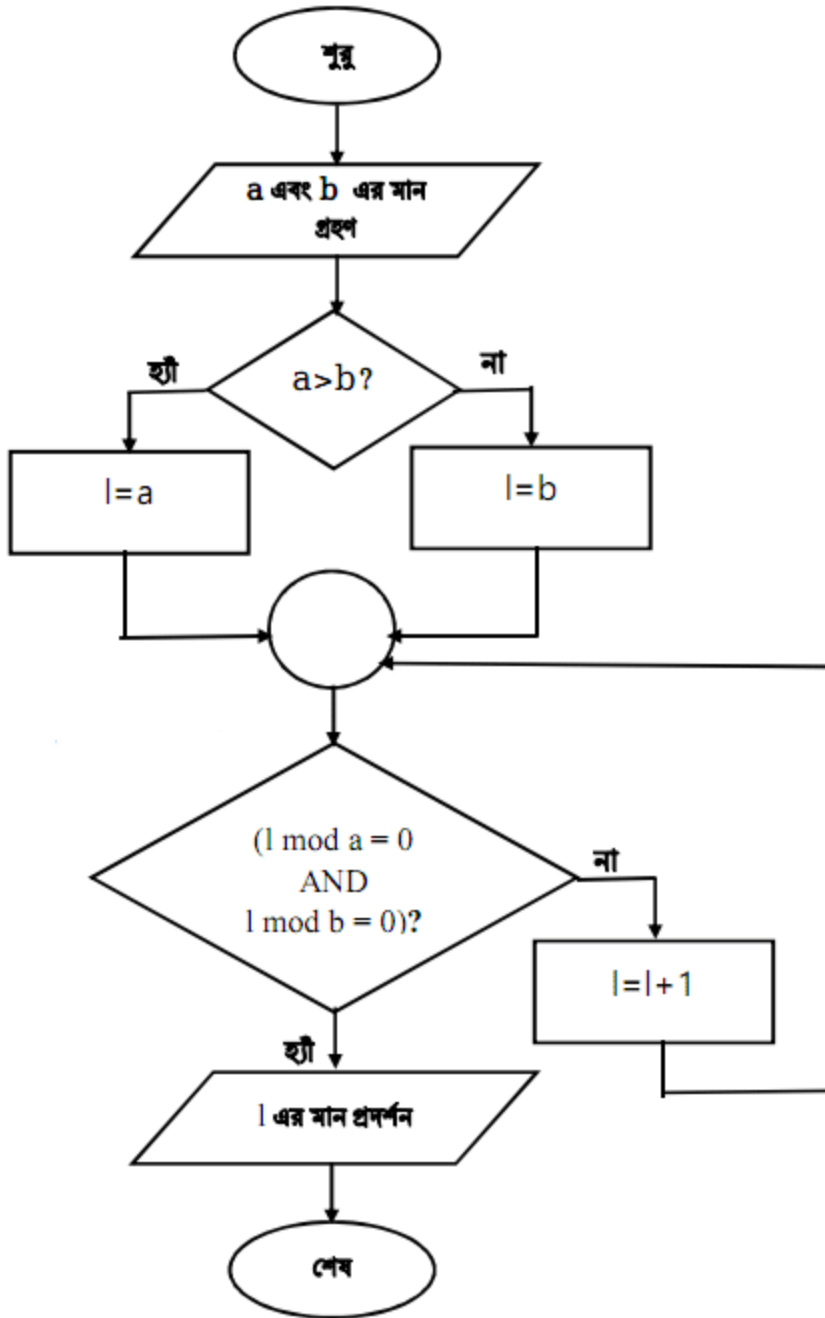 শুরু
a এবং b এর মান
গ্রহণ
a>b?
হ্যাঁ
না
l=a
l=b
(l mod a = 0
AND
l mod b = 0)?
না
l=l+1
হ্যাঁ
l এর মান প্রদর্শন
শেষ